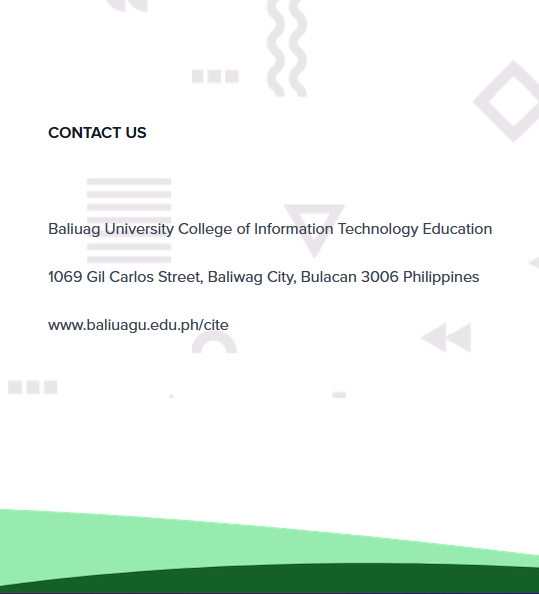 CONTACT US
Baliuag University College of Information Technology Education
1069 Gil Carlos Street, Baliwag City, Bulacan 3006 Philippines
www.baliuagu.edu.ph/cite